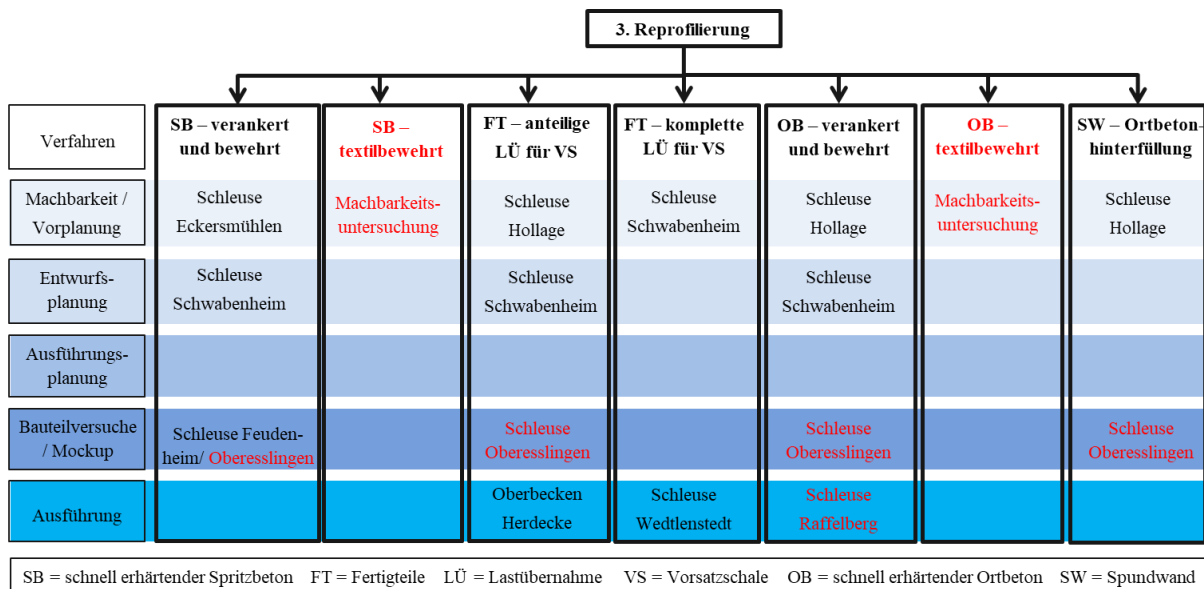 3. Reprofilierung
Verfahren
SB – verankert
und bewehrt
SB –
textilbewehrt
FT – anteilige
LÜ für VS
FT – komplette
LÜ für VS
OB – verankert
und bewehrt
OB –
textilbewehrt
SW – Ortbeton-
hinterfüllung
Machbarkeit /
Vorplanung
Schleuse
Eckersmühlen
Machbarkeits-
untersuchung
Schleuse
Hollage
Schleuse
Schwabenheim
Schleuse
Hollage
Machbarkeits-
untersuchung
Schleuse
Hollage
Entwurfs-
planung
Schleuse
Schwabenheim
Schleuse
Schwabenheim
Schleuse
Schwabenheim
Ausführungs-
planung
Bauteilversuche
/ Mockup
Schleuse Feuden-
heim/ Oberesslingen
Schleuse
Oberesslingen
Schleuse
Oberesslingen
Schleuse
Oberesslingen
Ausführung
Oberbecken
Herdecke
Schleuse
Wedtlenstedt
Schleuse
Raffelberg
SB = schnell erhärtender Spritzbeton FT = Fertigteile LÜ = Lastübernahme VS = Vorsatzschale OB = schnell erhärtender Ortbeton SW = Spundwand